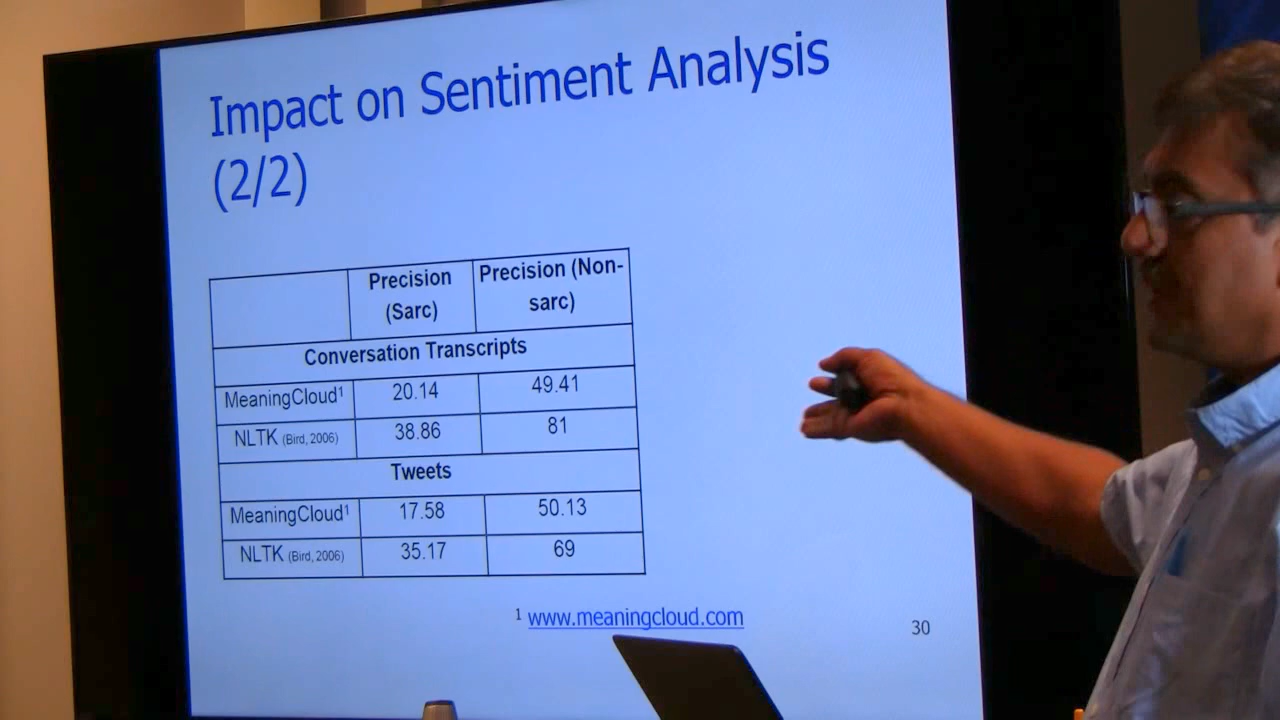 Impact on Sentiment Analysis
(2/2)
Precision
(Sarc)
Precision (Non-
sarc)
Conversation Transcripts
MeaningCloud¹ 20.14 49.41
NLTK (Bird, 2006) 38.86 81
Tweets
MeaningCloud¹ 17.58 50.13
NLTK (Bird, 2006) 35.17 69
¹ www.meaningcloud.com
30